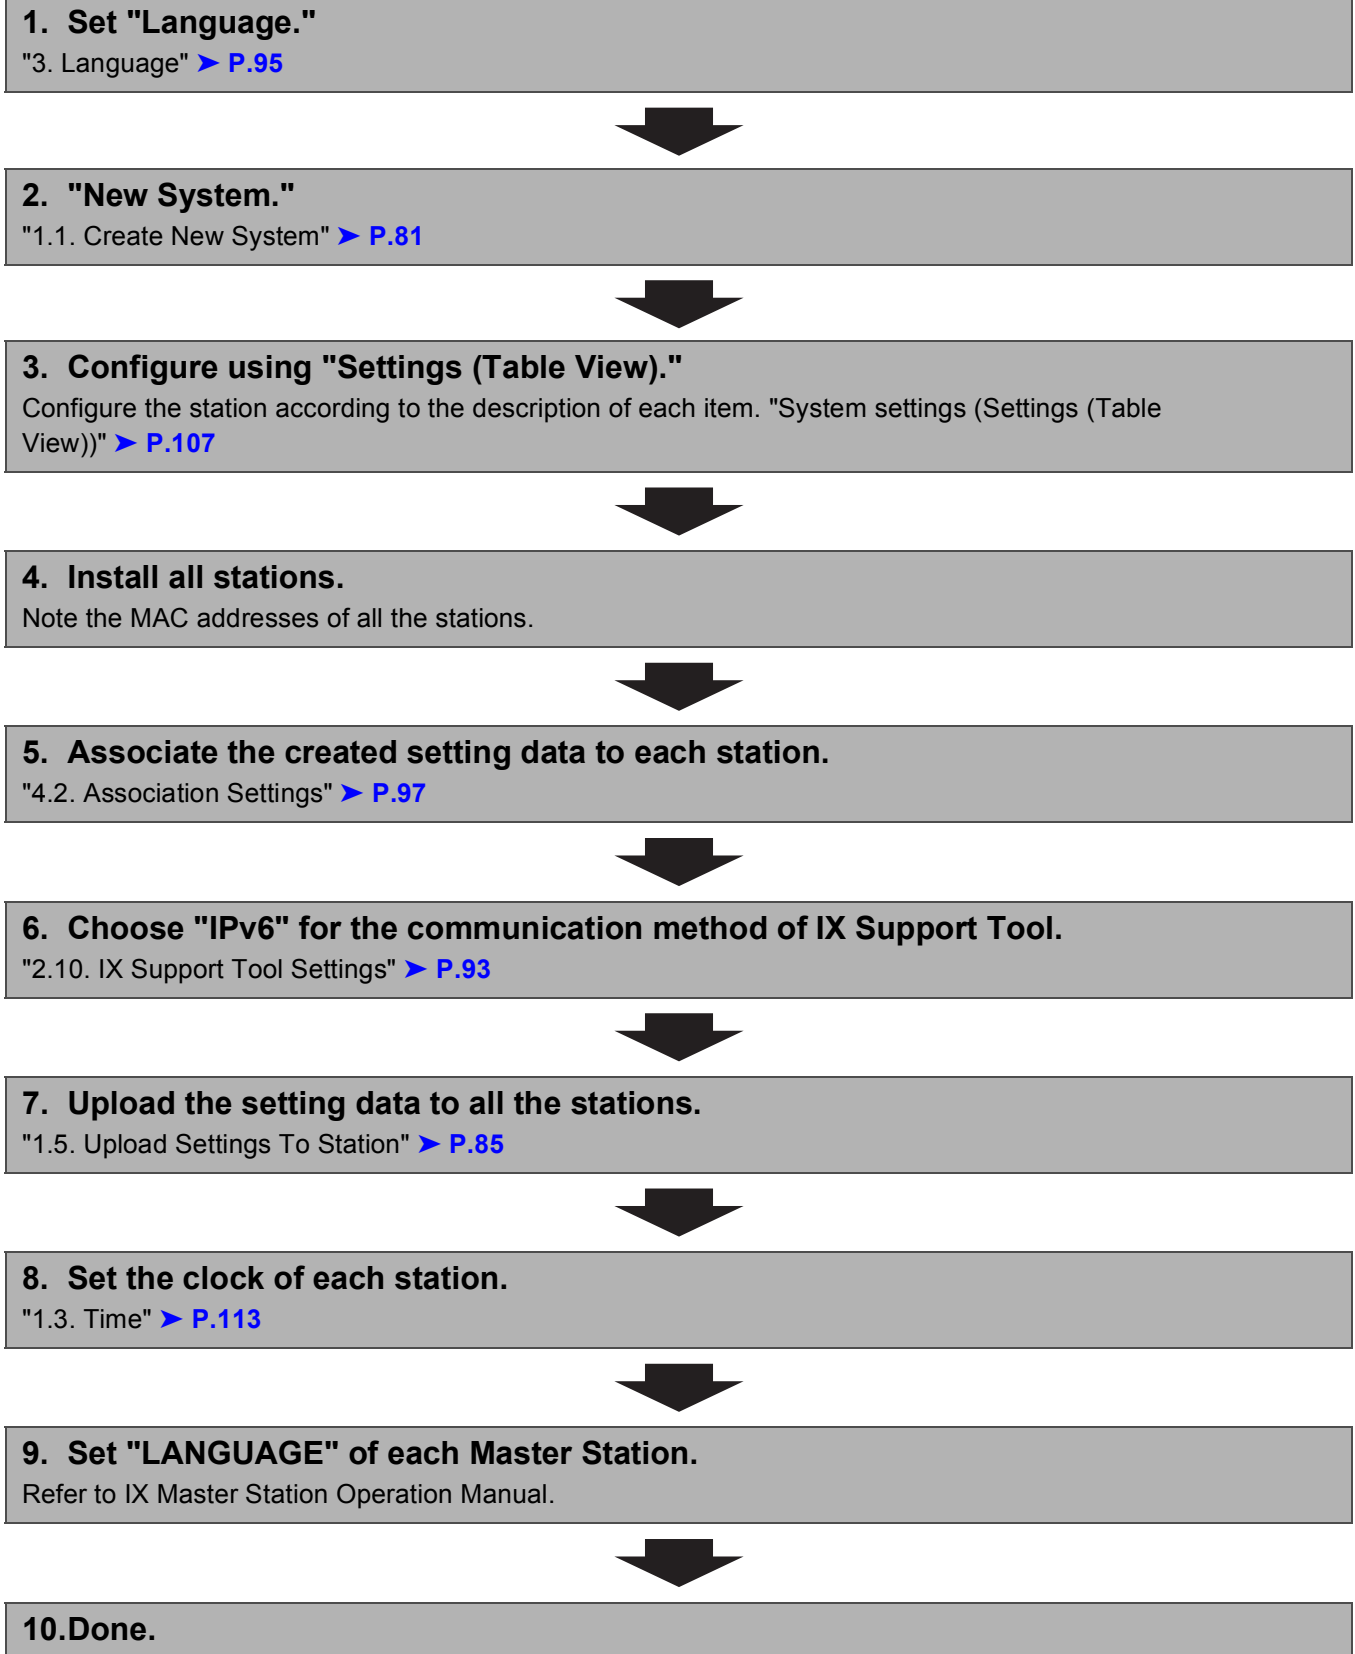 1. Set "Language."
"3. Language" ➤ P.95
2. "New System."
"1.1. Create New System" ➤ P.81
3. Configure using "Settings (Table View)."
Configure the station according to the description of each item. "System settings (Settings (Table
View))" ➤ P.107
4. Install all stations.
Note the MAC addresses of all the stations.
5. Associate the created setting data to each station.
"4.2. Association Settings" ➤ P.97
6. Choose "IPv6" for the communication method of IX Support Tool.
"2.10. IX Support Tool Settings" ➤ P.93
7. Upload the setting data to all the stations.
"1.5. Upload Settings To Station" ➤ P.85
8. Set the clock of each station.
"1.3. Time" ➤ P.113
9. Set "LANGUAGE" of each Master Station.
Refer to IX Master Station Operation Manual.
10.Done.